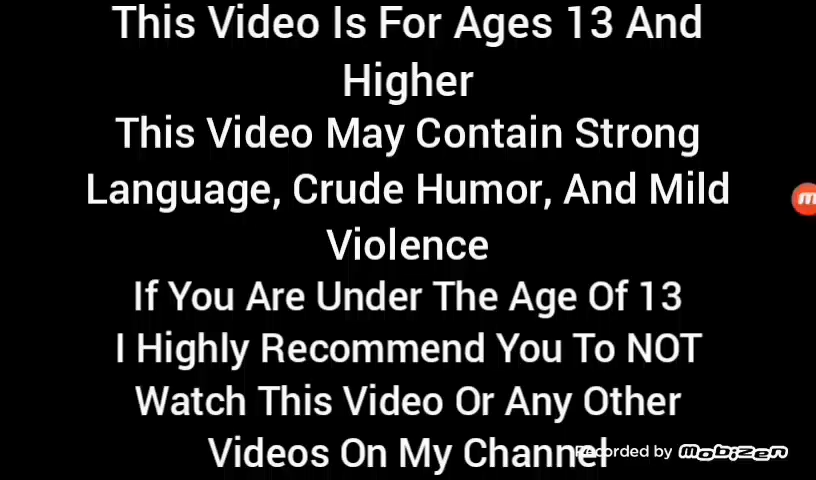 This Video Is For Ages 13 And
Higher
This Video May Contain Strong
Language, Crude Humor, And Mild
Violence
If You Are Under The Age Of 13
I Highly Recommend You To NOT
Watch This Video Or Any Other
Videos On My Channel
Recorded by Mobizen
m